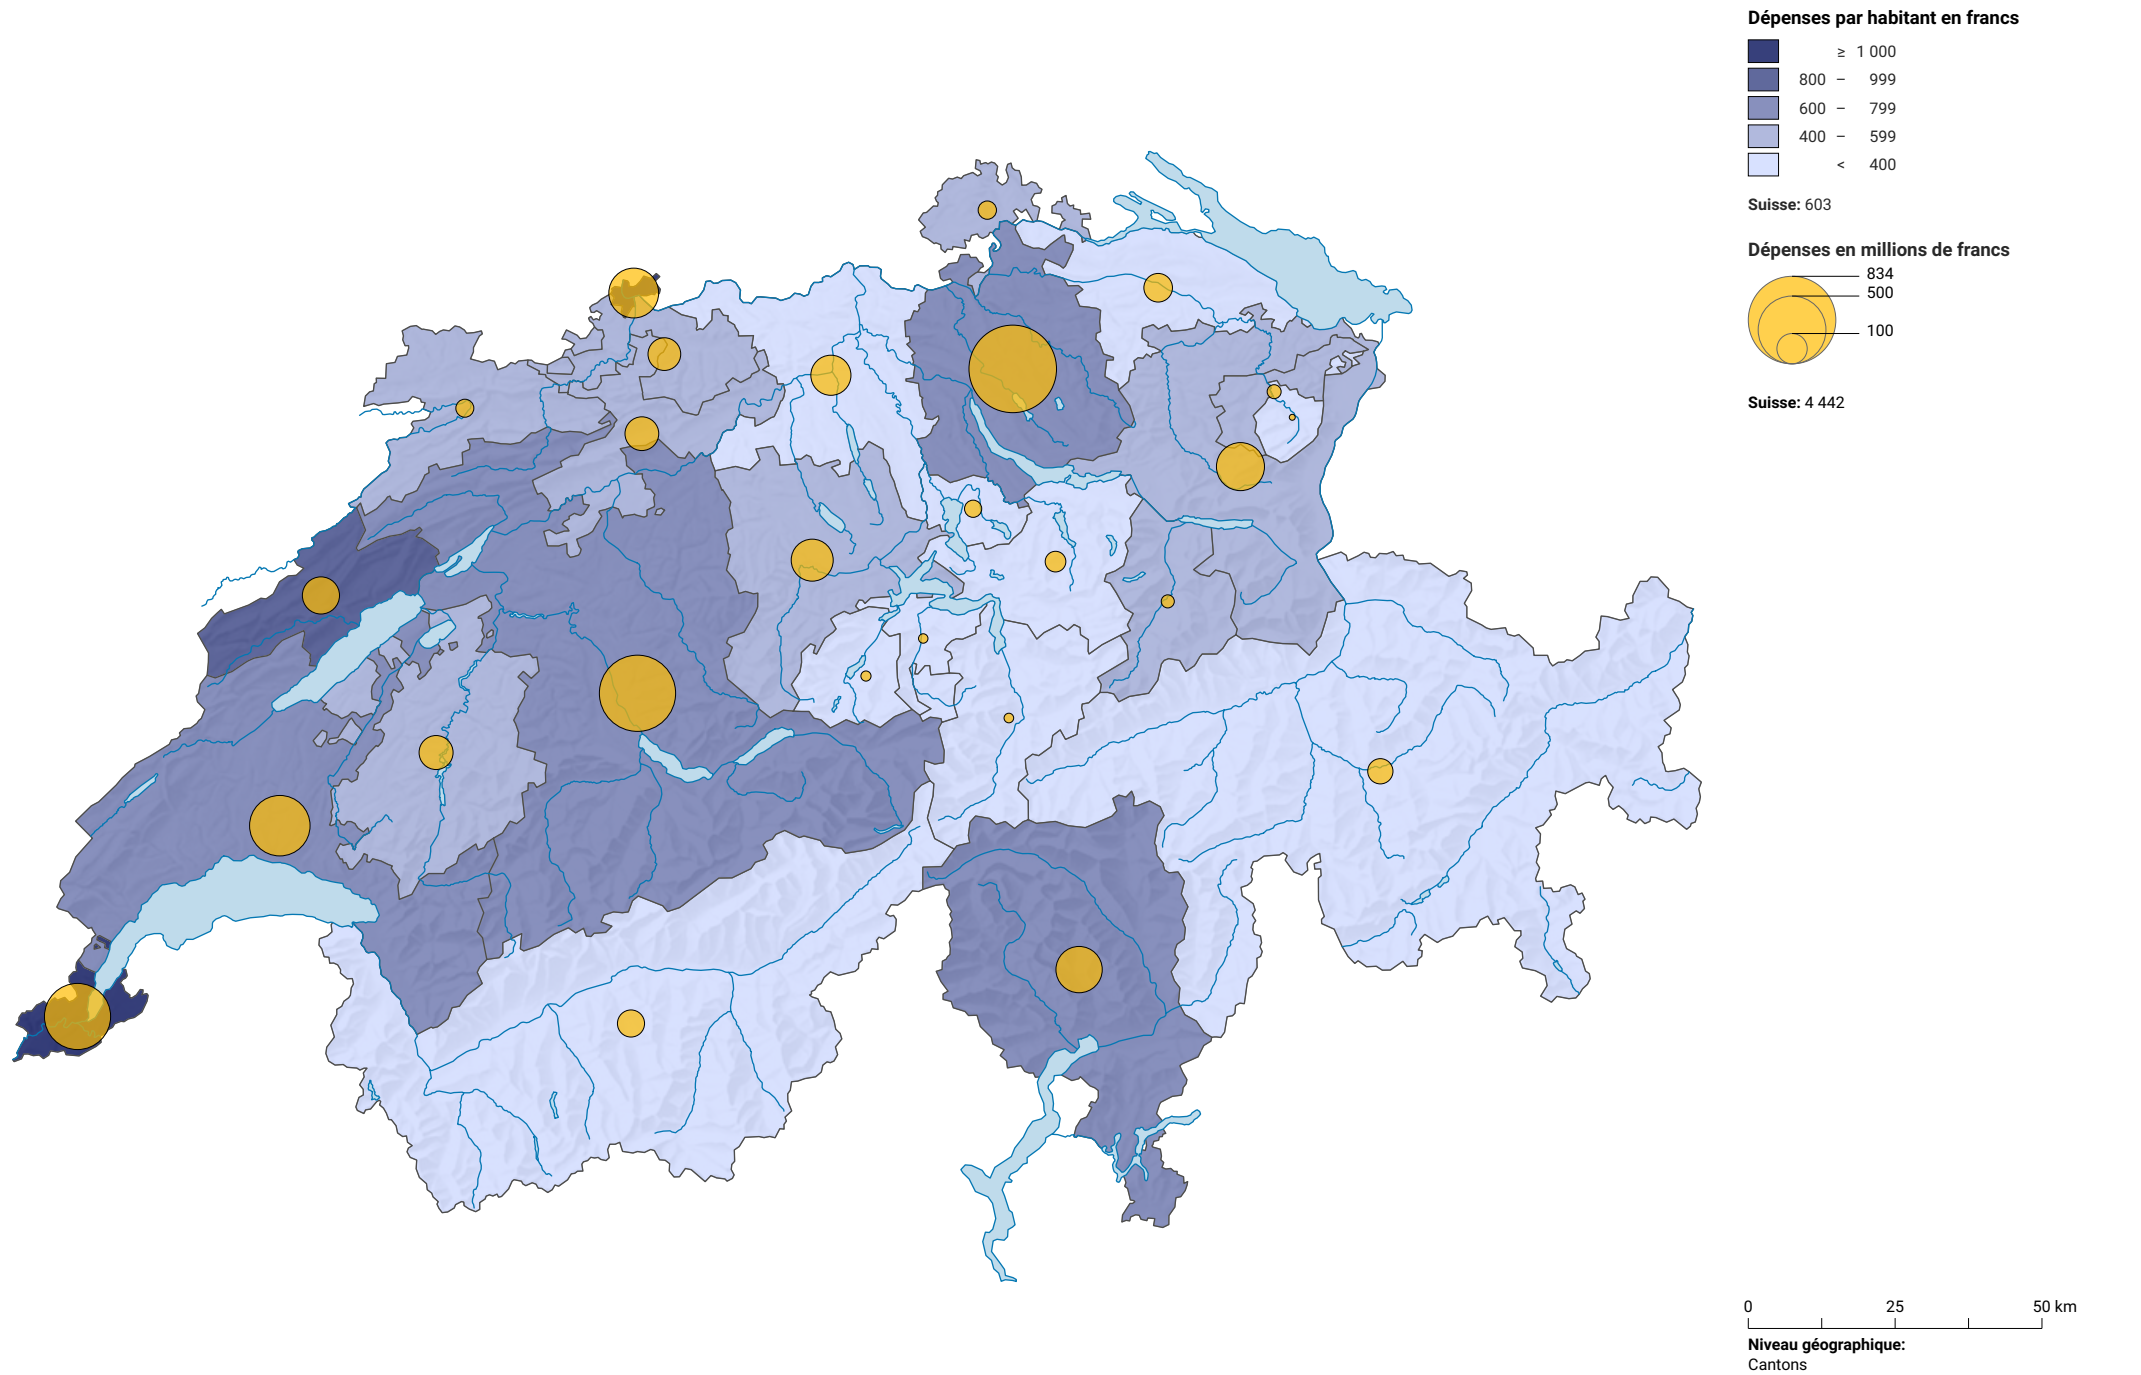 Dépenses par habitant en francs
≥ 1 000
800 – 999
600 – 799
400 – 599
< 400
Suisse: 603
Dépenses en millions de francs
834
500
100
Suisse: 4 442
0 25 50 km
Niveau géographique:
Cantons